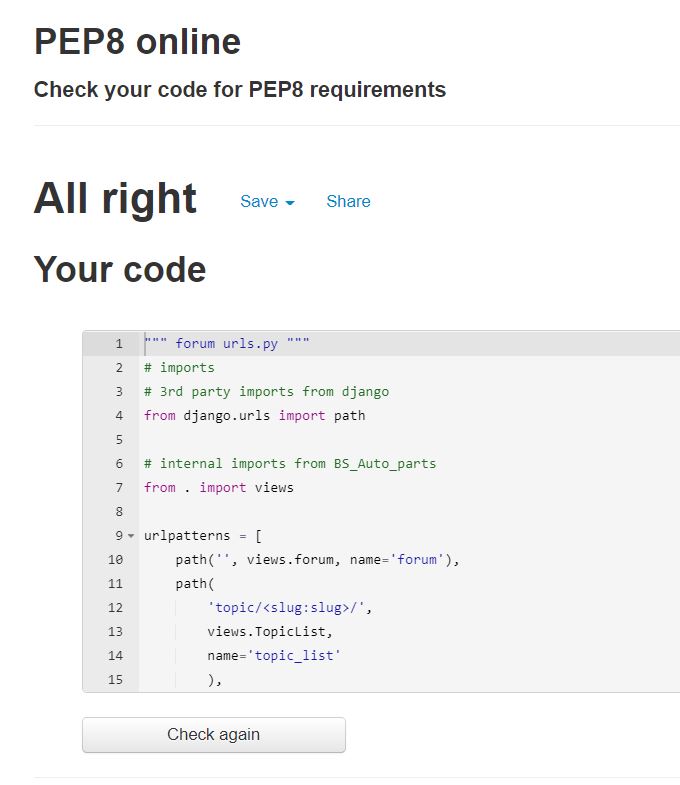 PEP8 online
Check your code for PEP8 requirements
All right Save Share
Your code
1 """ forum urls.py """
2 # imports
3 # 3rd party imports from django
4 from django.urls import path
5
6 # internal imports from BS_Auto_parts
7 from . import views
8
9 urlpatterns = [
10     path('', views.forum, name='forum'),
11     path(
12         'topic/<slug:slug>/',
13         views.TopicList,
14         name='topic_list'
15         ),
Check again